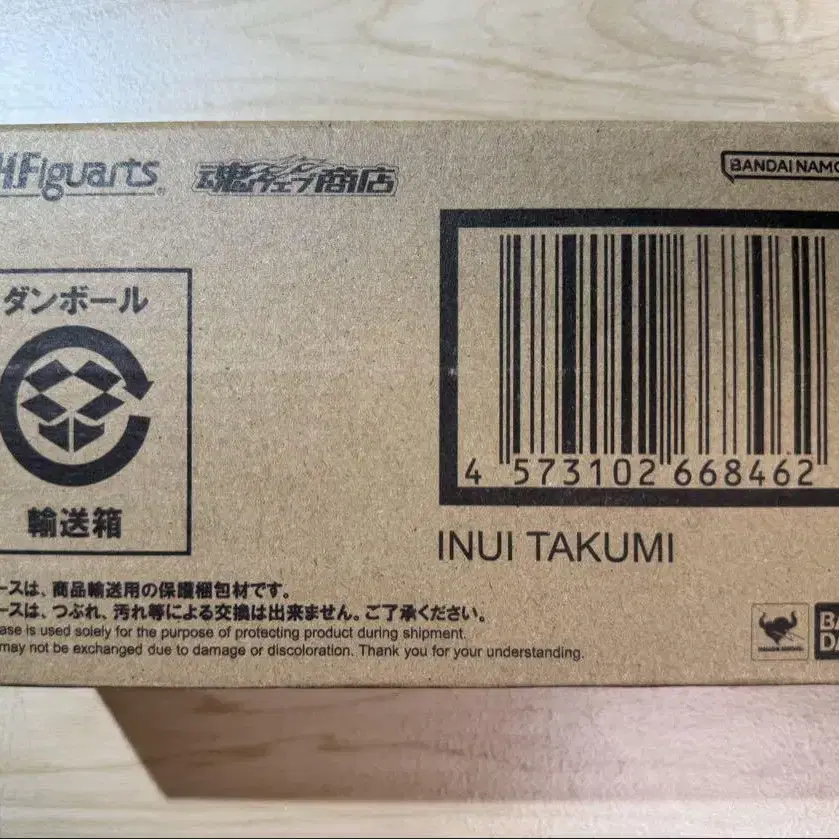 H.Figuarts
魂ウェブ商店
BANDAI NAMCO
ダンボール
輸送箱
4 573102 668462
INUI TAKUMI
ースは、商品輸送用の保護梱包材です。
ースは、つぶれ、汚れ等による交換は出来ません。ご了承ください。
ase is used solely for the purpose of protecting product during shipment.
may not be exchanged due to damage or discoloration. Thank you for your understanding.
BA
DA